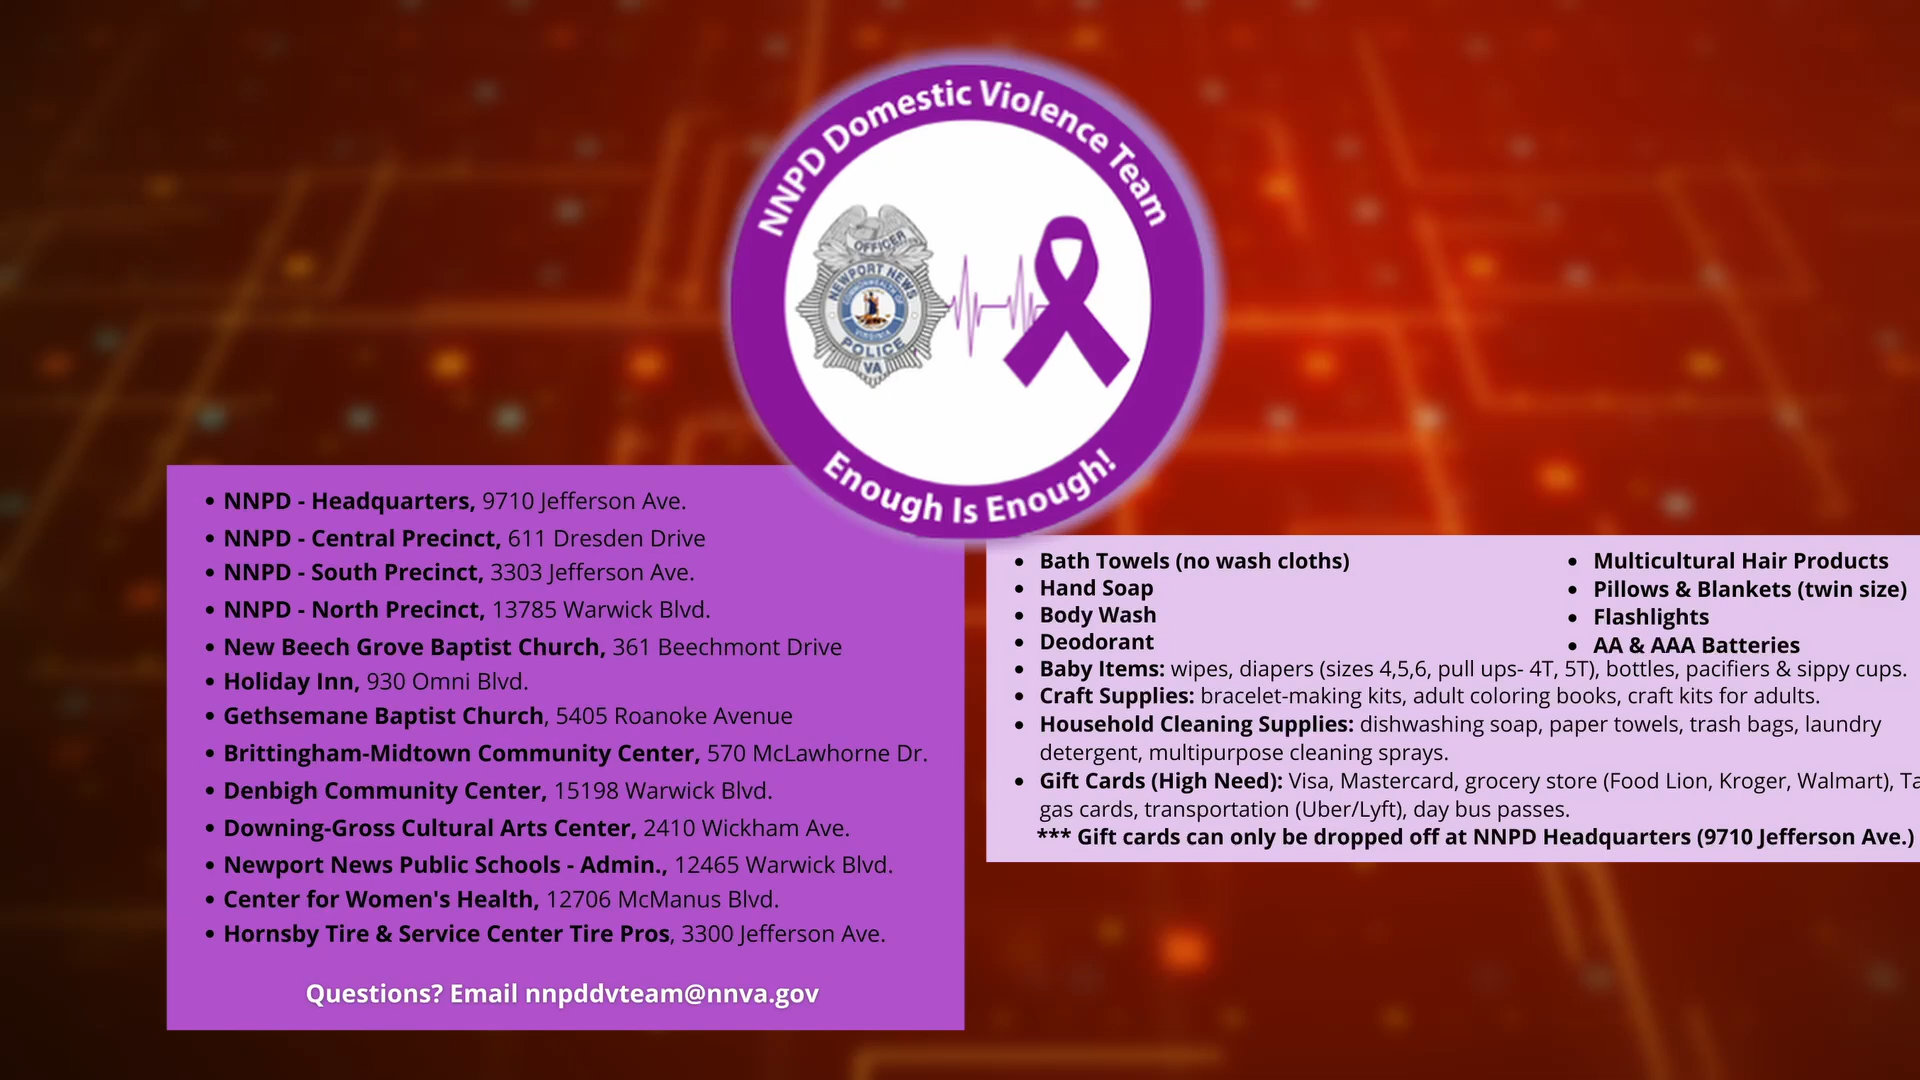 NNPD Domestic Violence Team
OFFICER
NEWPORT NEWS
COMMONWEALTH OF
VIRGINIA
POLICE
VA
Enough Is Enough!
• NNPD - Headquarters, 9710 Jefferson Ave.
• NNPD - Central Precinct, 611 Dresden Drive
• NNPD - South Precinct, 3303 Jefferson Ave.
• NNPD - North Precinct, 13785 Warwick Blvd.
• New Beech Grove Baptist Church, 361 Beechmont Drive
• Holiday Inn, 930 Omni Blvd.
• Gethsemane Baptist Church, 5405 Roanoke Avenue
• Brittingham-Midtown Community Center, 570 McLawhorne Dr.
• Denbigh Community Center, 15198 Warwick Blvd.
• Downing-Gross Cultural Arts Center, 2410 Wickham Ave.
• Newport News Public Schools - Admin., 12465 Warwick Blvd.
• Center for Women's Health, 12706 McManus Blvd.
• Hornsby Tire & Service Center Tire Pros, 3300 Jefferson Ave.
Questions? Email nnpddvteam@nnva.gov
• Bath Towels (no wash cloths)
• Hand Soap
• Body Wash
• Deodorant
• Multicultural Hair Products
• Pillows & Blankets (twin size)
• Flashlights
• AA & AAA Batteries
• Baby Items: wipes, diapers (sizes 4,5,6, pull ups- 4T, 5T), bottles, pacifiers & sippy cups.
• Craft Supplies: bracelet-making kits, adult coloring books, craft kits for adults.
• Household Cleaning Supplies: dishwashing soap, paper towels, trash bags, laundry
detergent, multipurpose cleaning sprays.
• Gift Cards (High Need): Visa, Mastercard, grocery store (Food Lion, Kroger, Walmart),
gas cards, transportation (Uber/Lyft), day bus passes.
*** Gift cards can only be dropped off at NNPD Headquarters (9710 Jefferson Ave.)